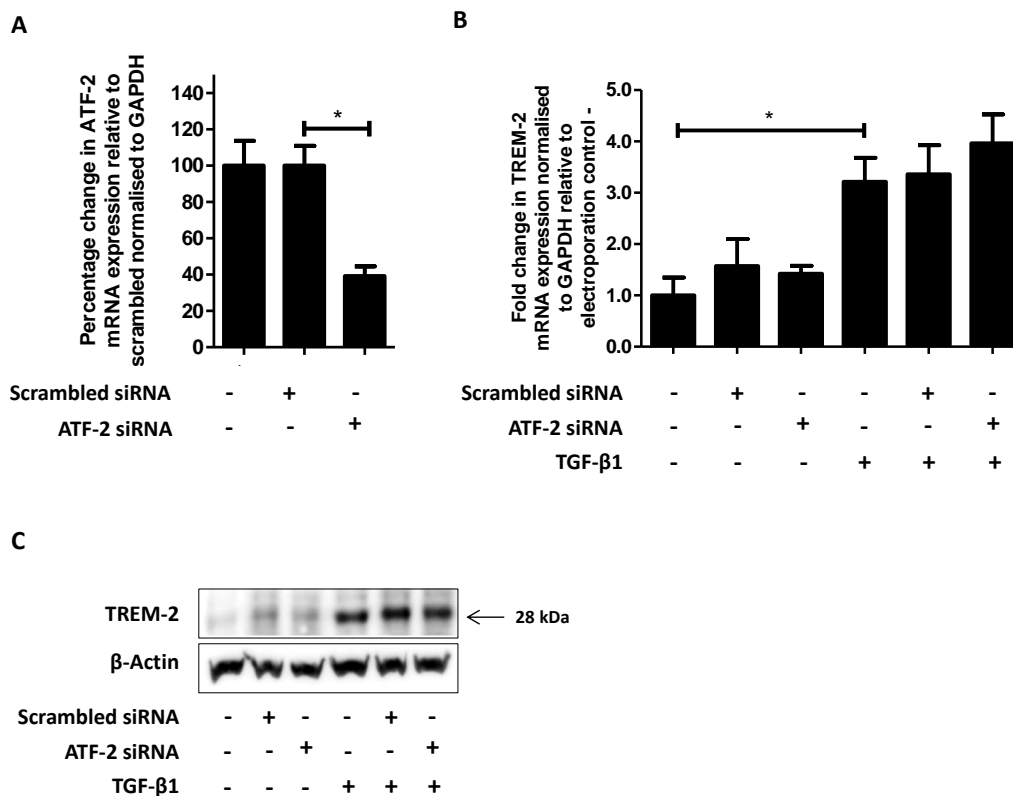 A
Percentage change in ATF-2
mRNA expression relative to
scrambled normalised to GAPDH
140
120
100
80
60
40
20
0
*
Scrambled siRNA - + -
ATF-2 siRNA - - +
B
Fold change in TREM-2
mRNA expression normalised
to GAPDH relative to
electroporation control -
5.0
4.0
3.0
2.0
1.0
0.0
*
Scrambled siRNA - + - - + -
ATF-2 siRNA - - + - - +
TGF-β1 - - - + + +
C
TREM-2
28 kDa
β-Actin
Scrambled siRNA - + - - + -
ATF-2 siRNA - - + - - +
TGF-β1 - - - + + +